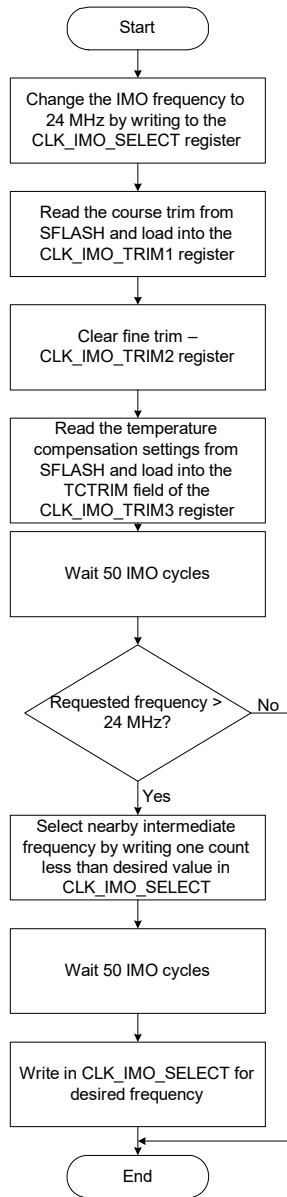 Start
Change the IMO frequency to
24 MHz by writing to the
CLK_IMO_SELECT register
Read the course trim from
SFLASH and load into the
CLK_IMO_TRIM1 register
Clear fine trim –
CLK_IMO_TRIM2 register
Read the temperature
compensation settings from
SFLASH and load into the
TCTRIM field of the
CLK_IMO_TRIM3 register
Wait 50 IMO cycles
Requested frequency >
24 MHz?
No
Yes
Select nearby intermediate
frequency by writing one count
less than desired value in
CLK_IMO_SELECT
Wait 50 IMO cycles
Write in CLK_IMO_SELECT for
desired frequency
End